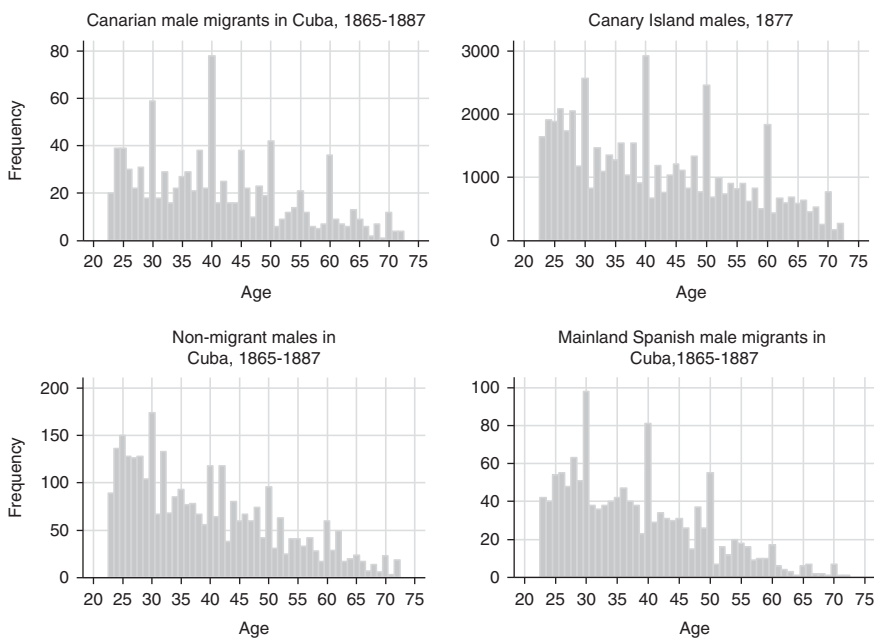 Canarian male migrants in Cuba, 1865-1887
80
60
40
20
0
Frequency
20 25 30 35 40 45 50 55 60 65 70 75
Age
Canary Island males, 1877
3000
2000
1000
0
20 25 30 35 40 45 50 55 60 65 70 75
Age
Non-migrant males in
Cuba, 1865-1887
200
150
100
50
0
Frequency
20 25 30 35 40 45 50 55 60 65 70 75
Age
Mainland Spanish male migrants in
Cuba,1865-1887
100
80
60
40
20
0
20 25 30 35 40 45 50 55 60 65 70 75
Age